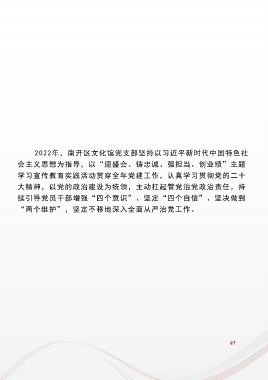 2022年，南开区文化馆党支部坚持以习近平新时代中国特色社
会主义思想为指导，以“迎盛会、铸忠诚、强担当、创业绩”主题
学习宣传教育实践活动贯穿全年党建工作，认真学习贯彻党的二十
大精神，以党的政治建设为统领，主动扛起管党治党政治责任，持
续引导党员干部增强“四个意识”、坚定“四个自信”、坚决做到
“两个维护”，坚定不移地深入全面从严治党工作。